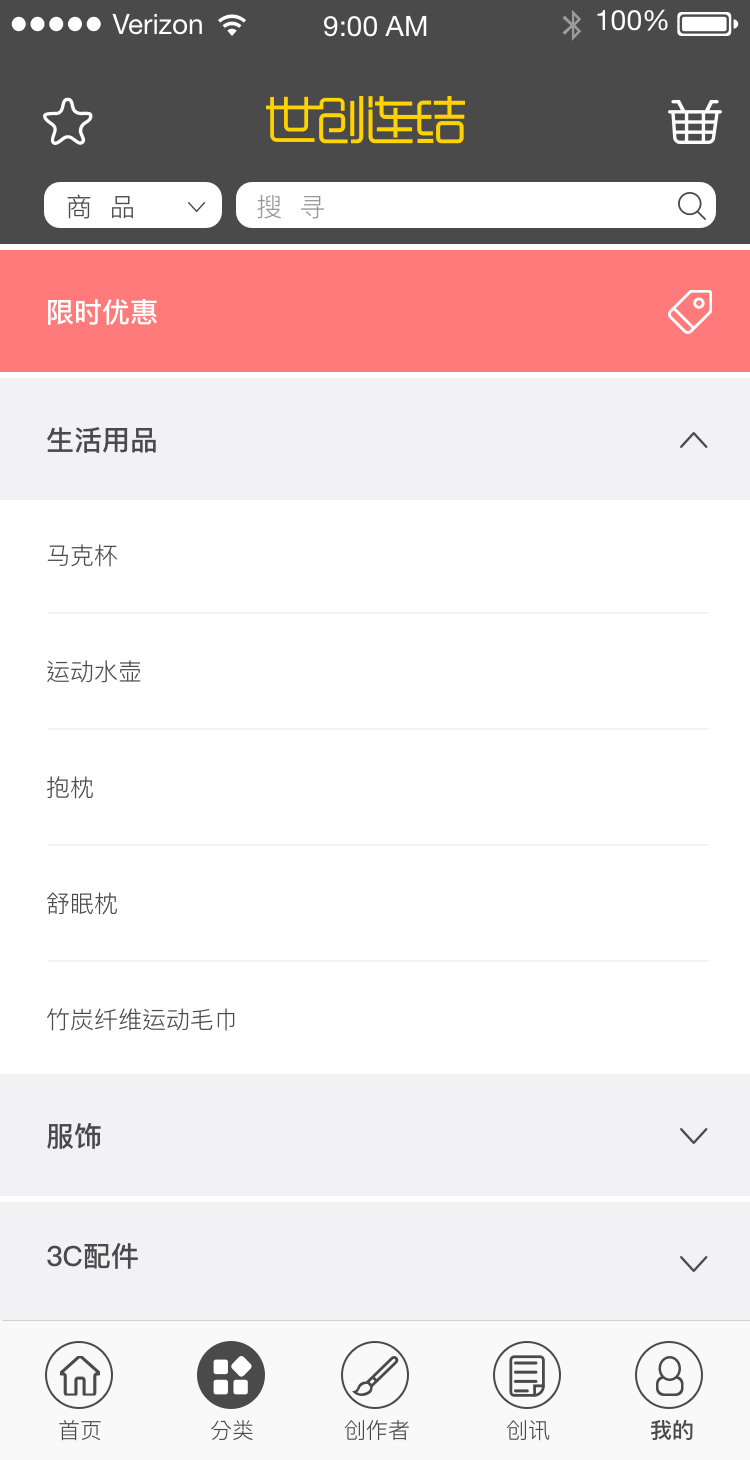 Verizon 9:00 AM 100%
世创连结
商 品 搜 寻
限时优惠
生活用品
马克杯
运动水壶
抱枕
舒眠枕
竹炭纤维运动毛巾
服饰
3C配件
首页 分类 创作者 创讯 我的